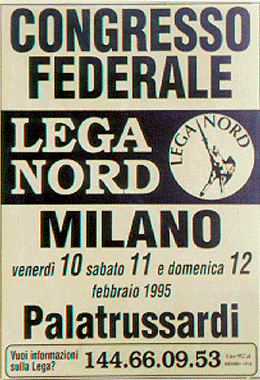 CONGRESSO
FEDERALE
LEGA
NORD
LEGA NORD
MILANO
venerdì 10 sabato 11 e domenica 12
febbraio 1995
Palatrussardi
Vuoi informazioni
sulla Lega?
144.66.09.53